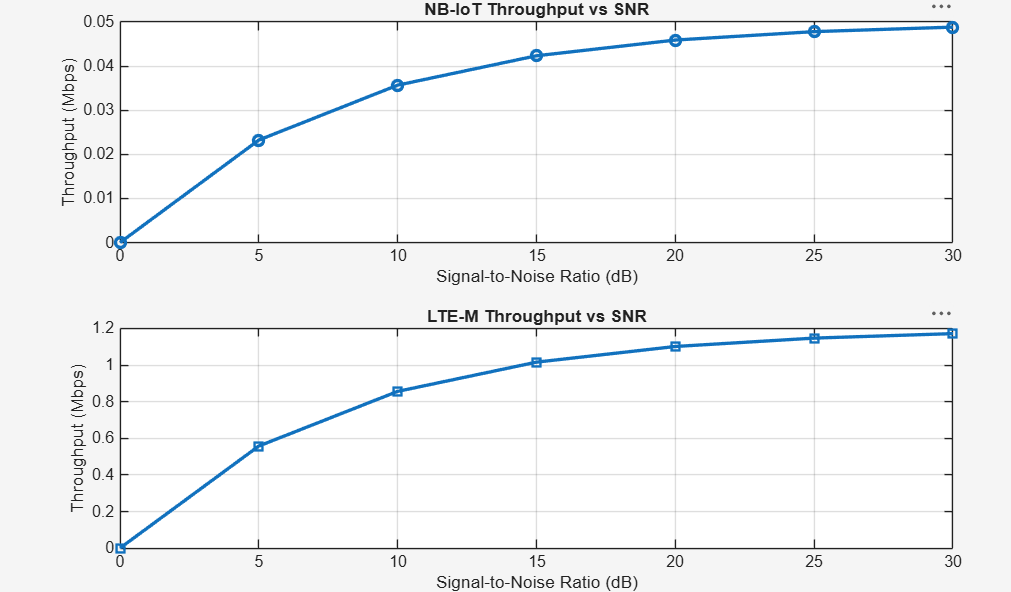 NB-IoT Throughput vs SNR
Throughput (Mbps)
0.05
0.04
0.03
0.02
0.01
0
0 5 10 15 20 25 30
Signal-to-Noise Ratio (dB)
LTE-M Throughput vs SNR
Throughput (Mbps)
1.2
1
0.8
0.6
0.4
0.2
0
0 5 10 15 20 25 30
Signal-to-Noise Ratio (dB)